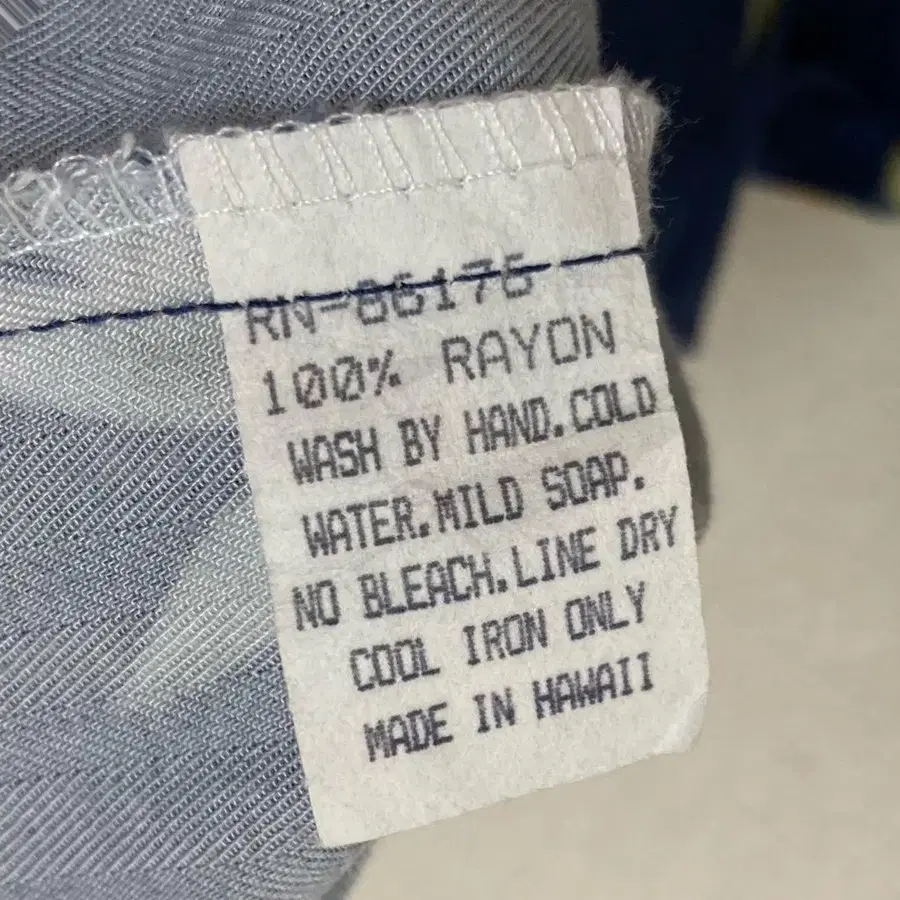 RN-86176
100% RAYON
WASH BY HAND.COLD
WATER.MILD SOAP.
NO BLEACH.LINE DRY
COOL IRON ONLY
MADE IN HAWAII